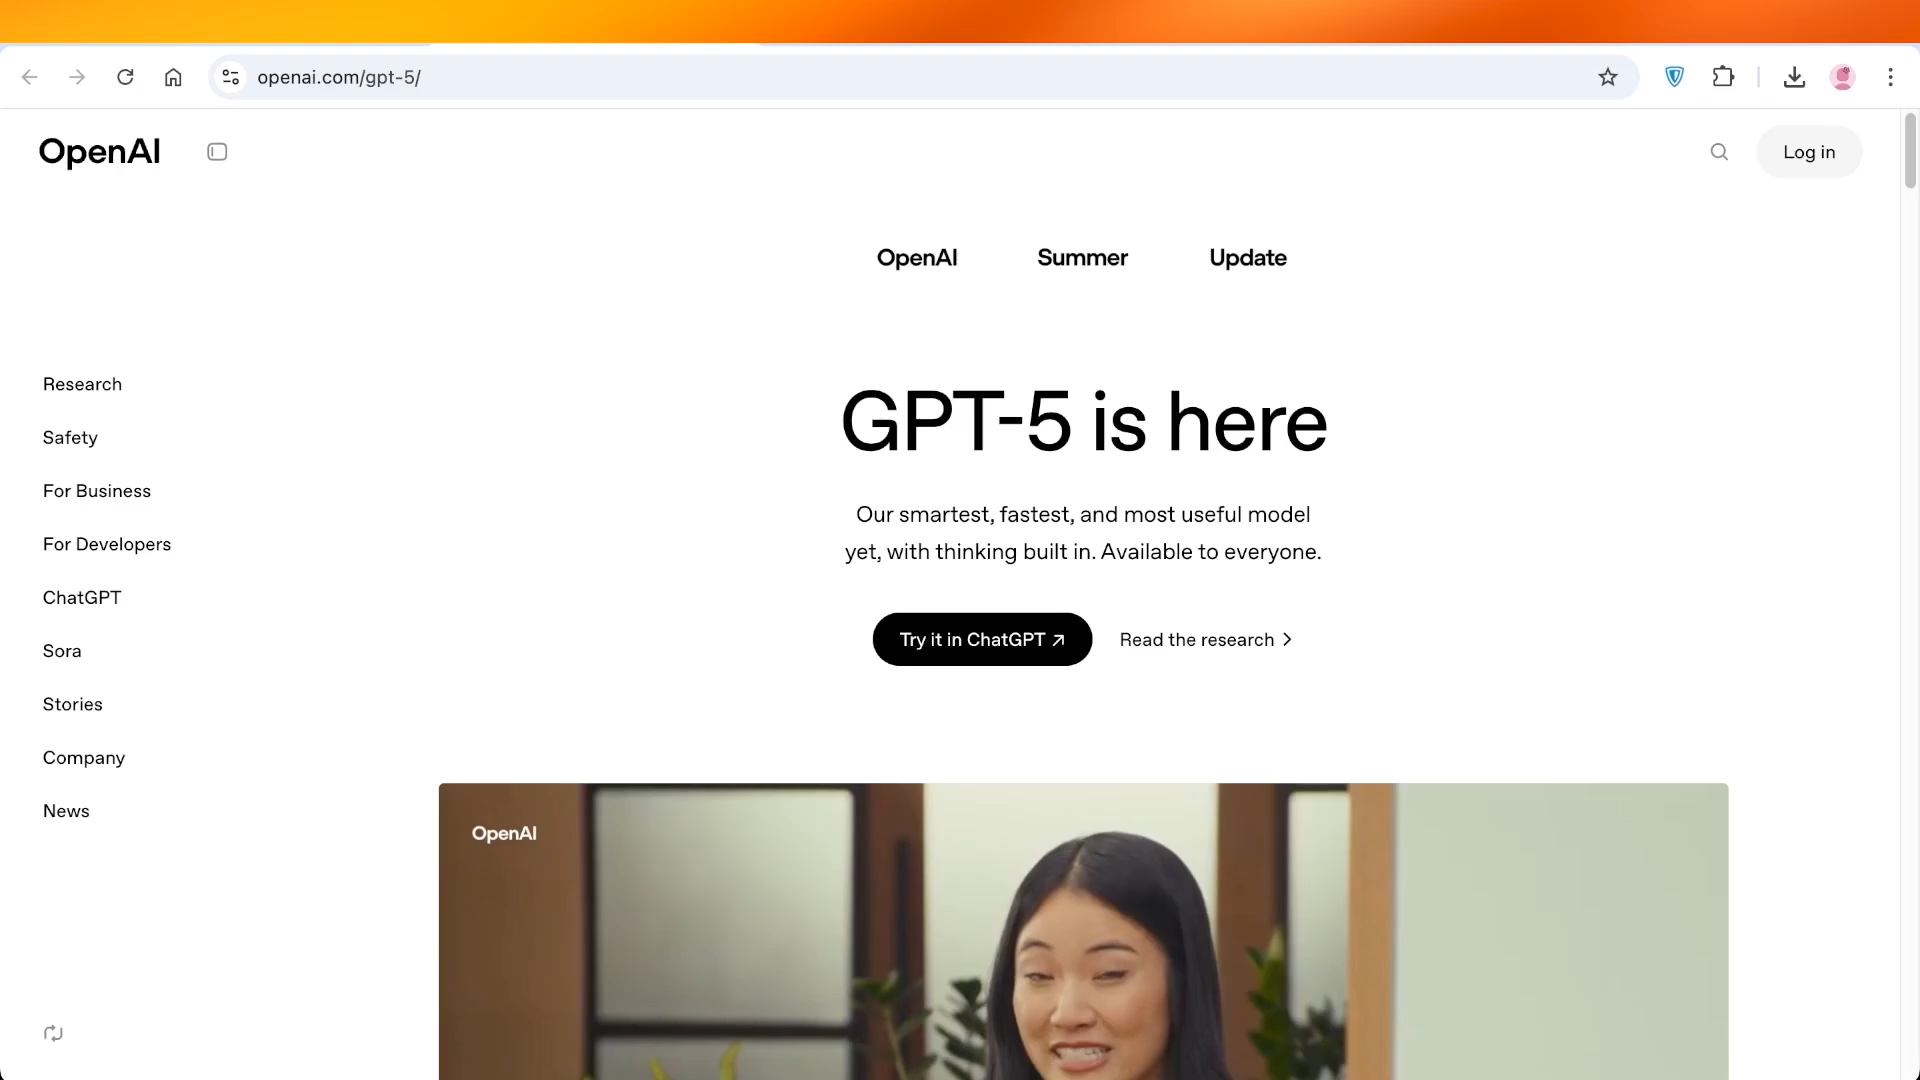 openai.com/gpt-5/
OpenAI
Log in
OpenAI Summer Update
Research
Safety
For Business
For Developers
ChatGPT
Sora
Stories
Company
News
GPT-5 is here
Our smartest, fastest, and most useful model
yet, with thinking built in. Available to everyone.
Try it in ChatGPT ↗
Read the research >
OpenAI